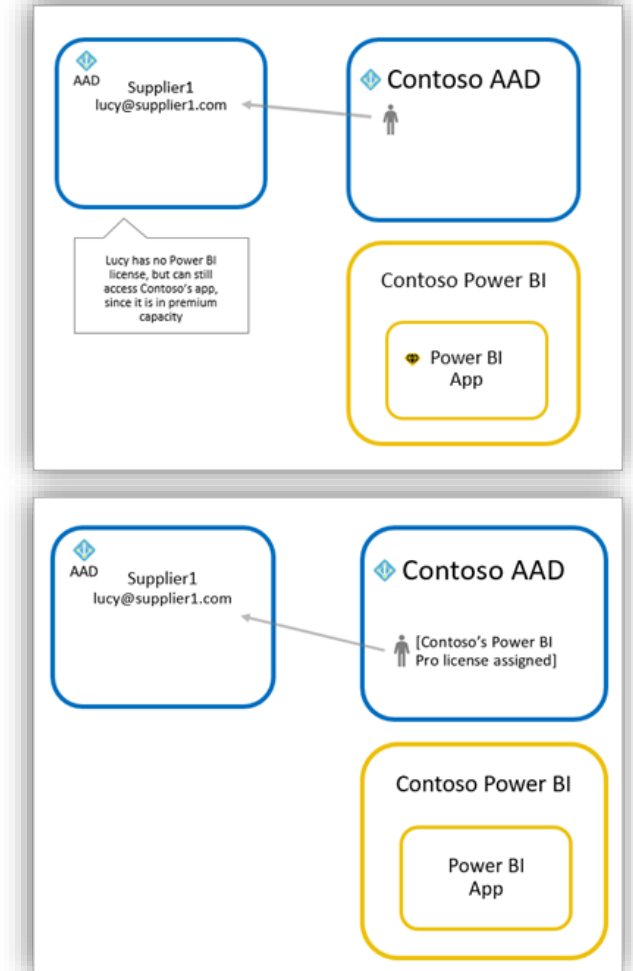 AAD
Supplier1
lucy@supplier1.com
Contoso AAD
Lucy has no Power BI
license, but can still
access Contoso's app,
since it is in premium
capacity
Contoso Power BI
Power BI
App
AAD
Supplier1
lucy@supplier1.com
Contoso AAD
[Contoso's Power BI
Pro license assigned]
Contoso Power BI
Power BI
App